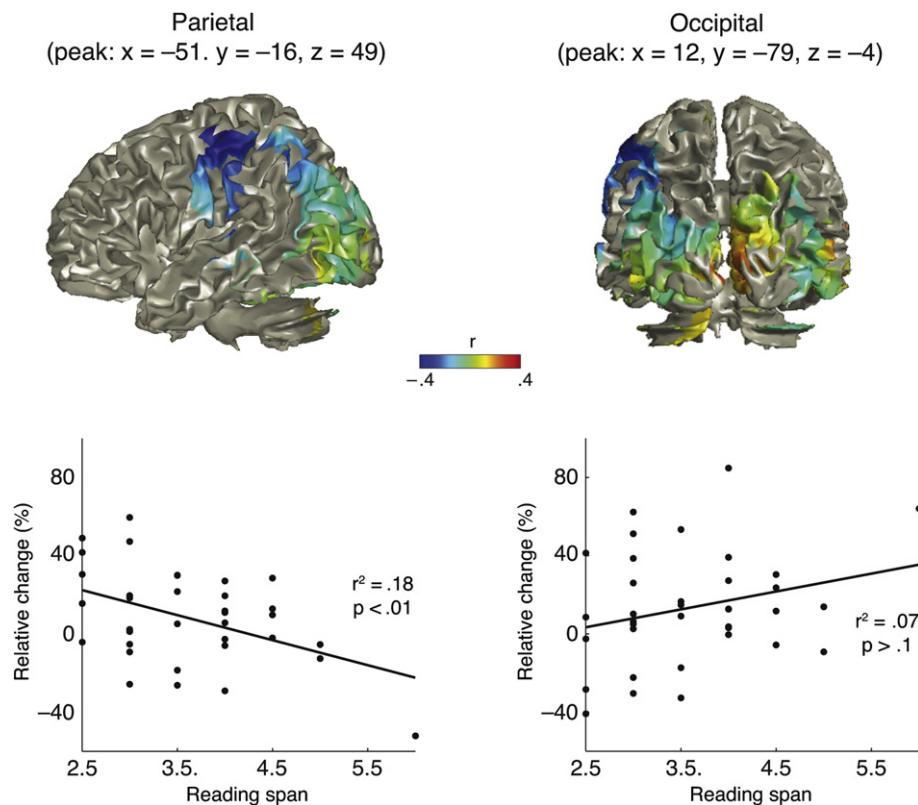 Parietal
(peak: x = –51. y = –16, z = 49)
Occipital
(peak: x = 12, y = –79, z = –4)
r
–.4
.4
Relative change (%)
80
40
0
–40
r² = .18
p < .01
2.5
3.5.
4.5
5.5
Reading span
Relative change (%)
80
40
0
–40
r² = .07
p > .1
2.5
3.5
4.5
5.5
Reading span